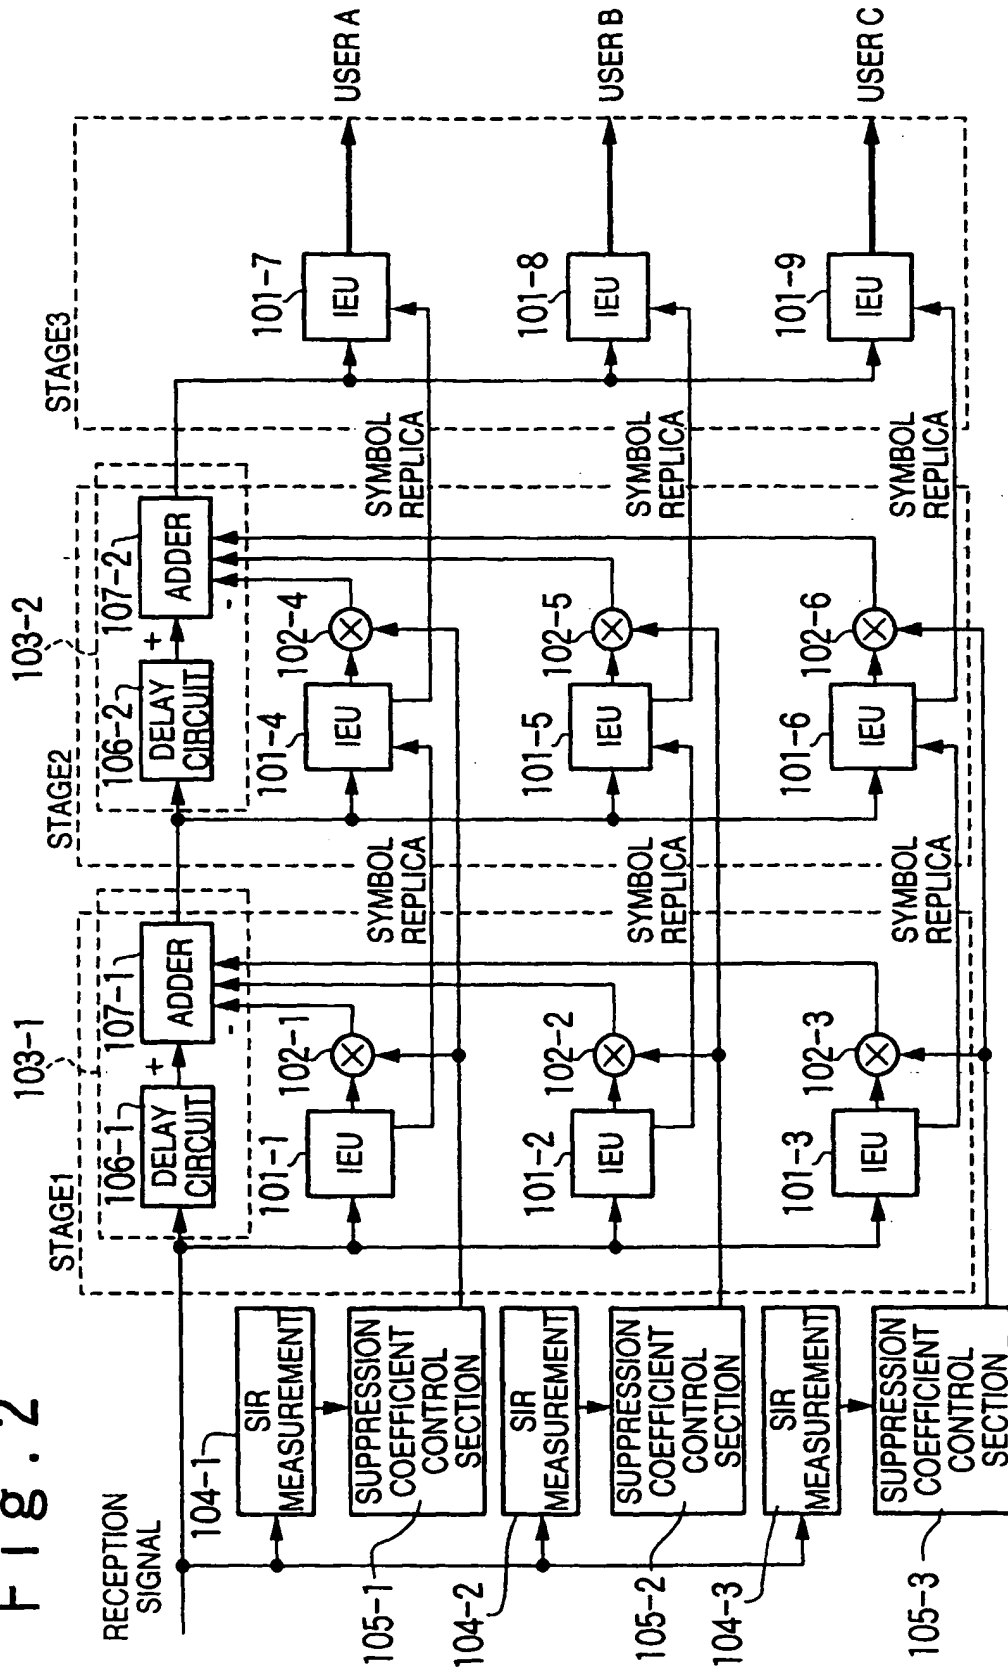 Fig.2
RECEPTION
SIGNAL
104-1
SIR
MEASUREMENT
105-1
SUPPRESSION
COEFFICIENT
CONTROL
SECTION
104-2
SIR
MEASUREMENT
105-2
SUPPRESSION
COEFFICIENT
CONTROL
SECTION
104-3
SIR
MEASUREMENT
105-3
SUPPRESSION
COEFFICIENT
CONTROL
SECTION
STAGE1
103-1
106-1
DELAY
CIRCUIT
+
107-1
ADDER
-
101-1
IEU
102-1
101-2
IEU
102-2
101-3
IEU
102-3
SYMBOL
REPLICA
SYMBOL
REPLICA
SYMBOL
REPLICA
STAGE2
103-2
106-2
DELAY
CIRCUIT
+
107-2
ADDER
-
101-4
IEU
102-4
101-5
IEU
102-5
101-6
IEU
102-6
SYMBOL
REPLICA
SYMBOL
REPLICA
SYMBOL
REPLICA
STAGE3
101-7
IEU
101-8
IEU
101-9
IEU
USER A
USER B
USER C